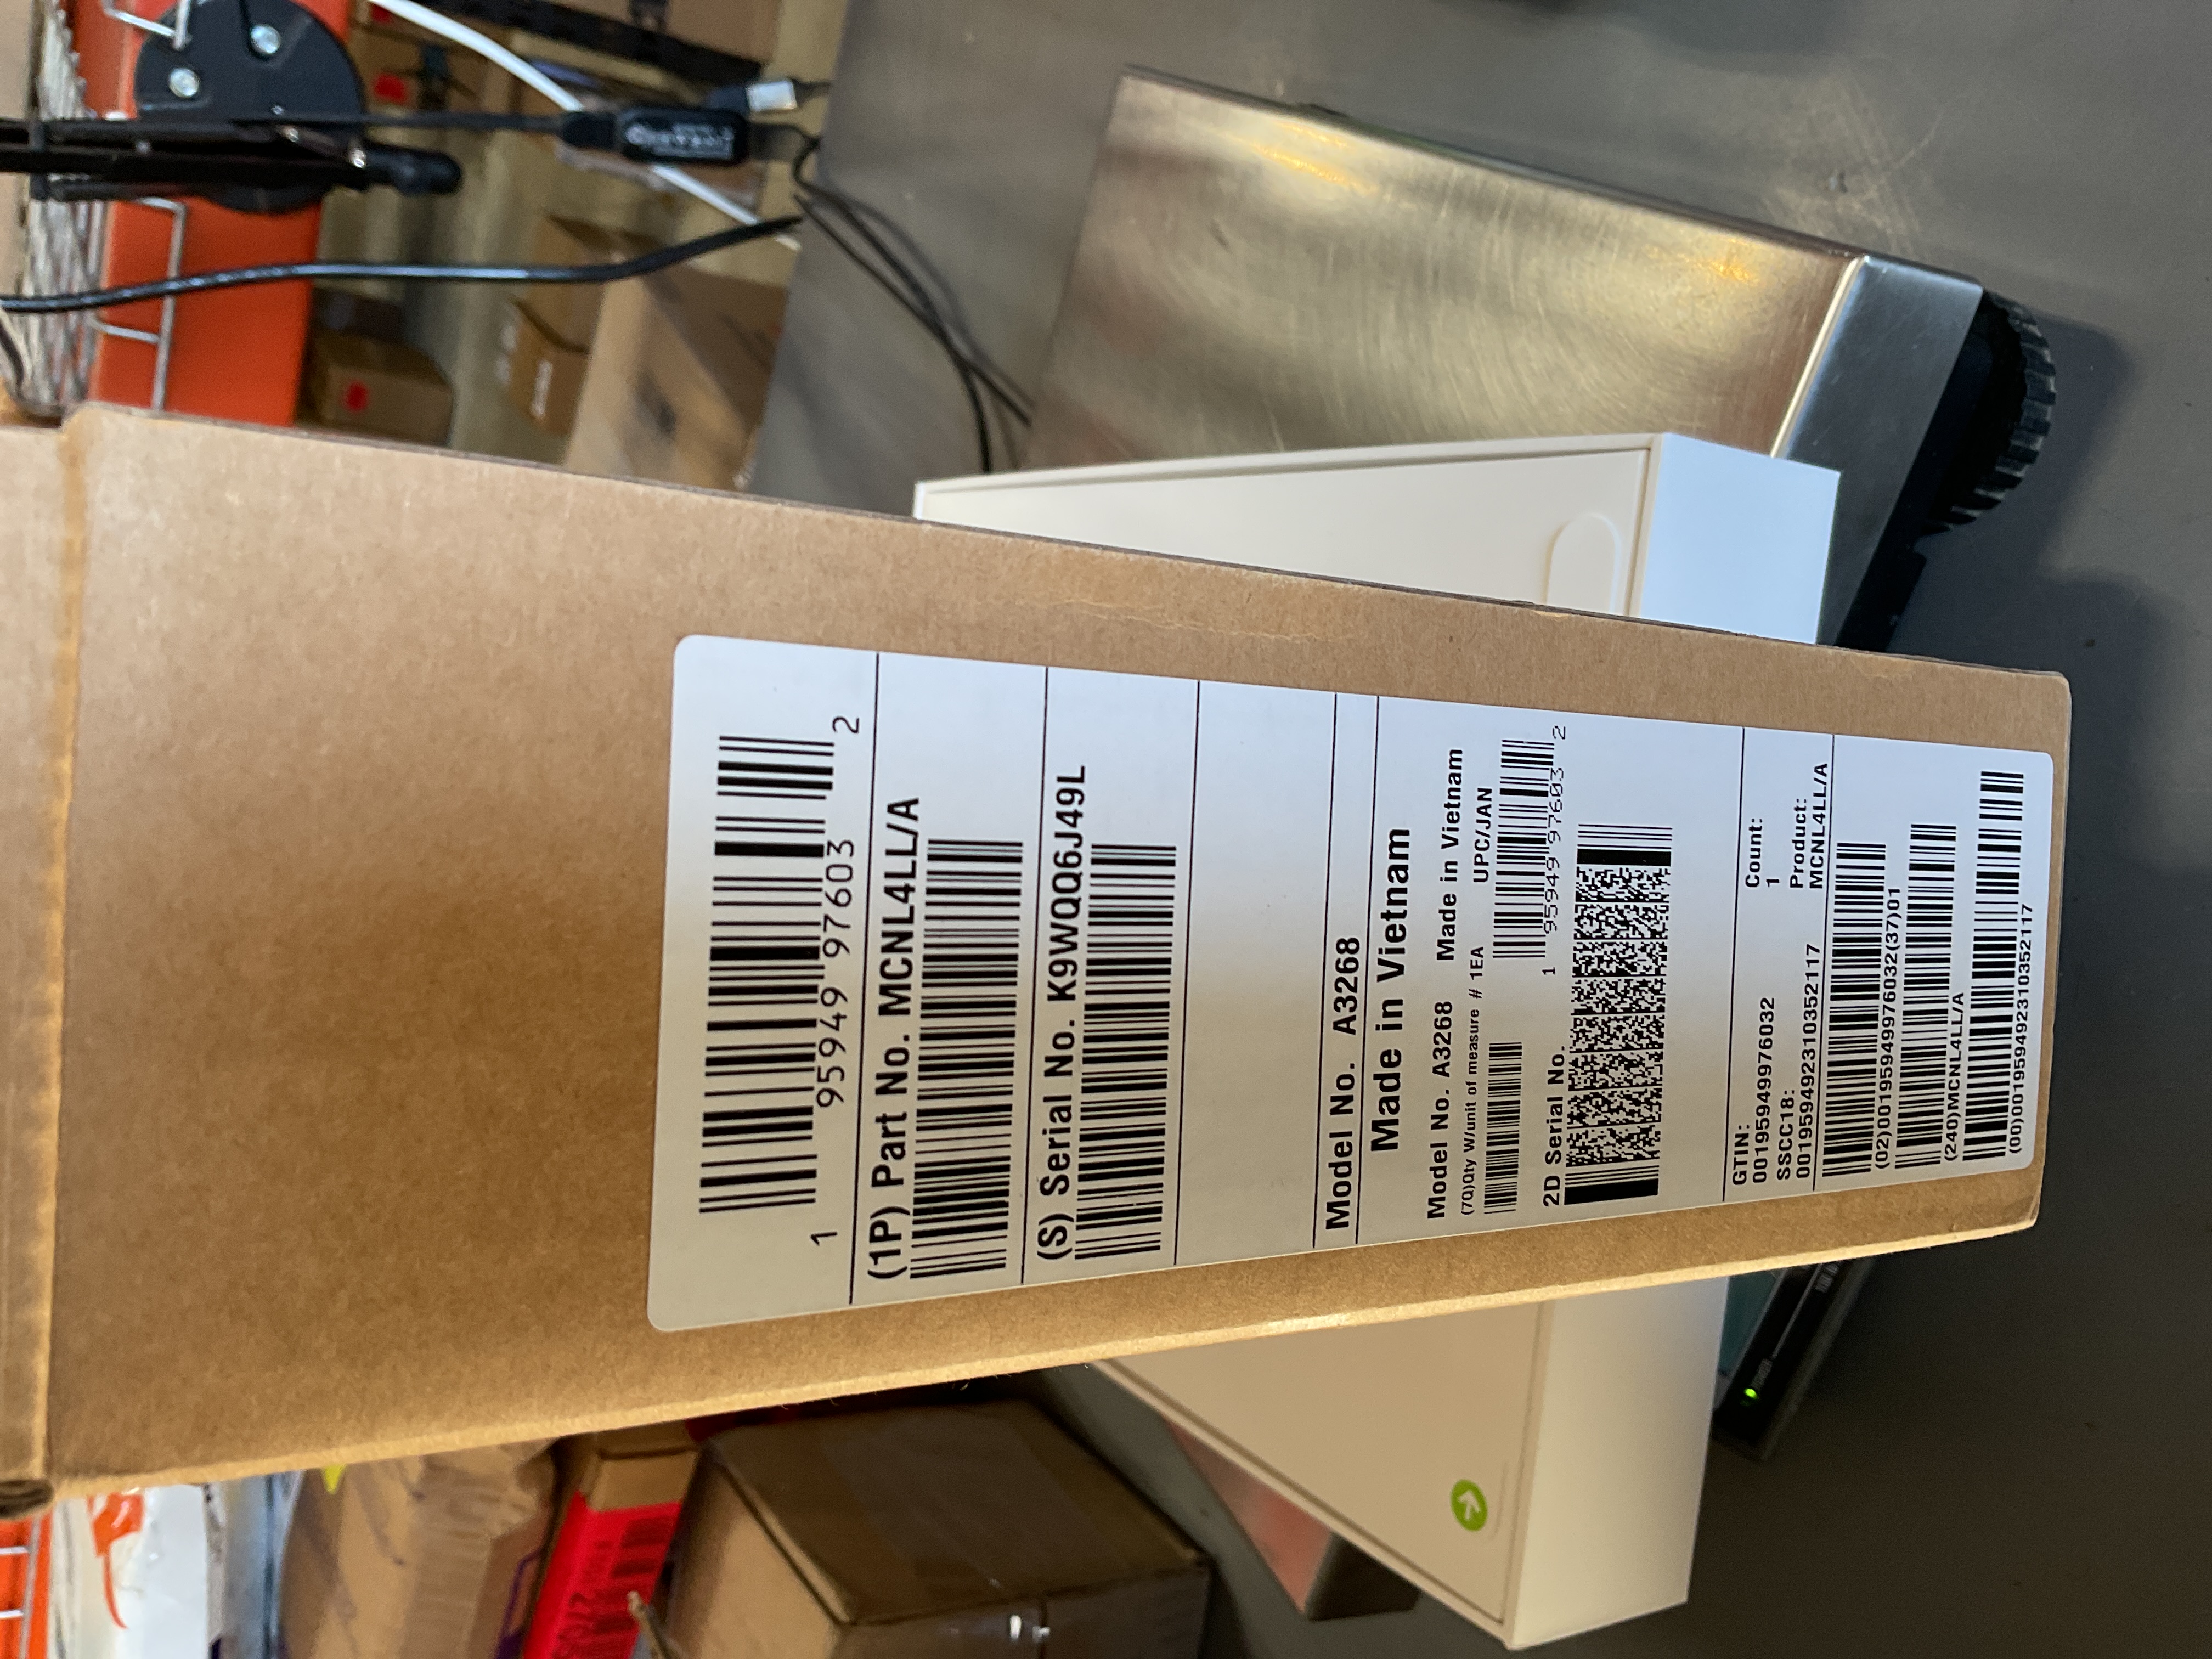 1 95949 97603 2
(1P) Part No. MCNL4LL/A
(S) Serial No. K9WQQ6J49L
Model No. A3268
Made in Vietnam
Model No. A3268 Made in Vietnam
(7Q)Qty W/unit of measure # 1EA UPC/JAN
1 95949 97603 2
2D Serial No.
GTIN:
00195949976032
Count:
1
SSCC18:
001959492310352117
Product:
MCNL4LL/A
(02)00195949976032(37)01
(240)MCNL4LL/A
(00)001959492310352117